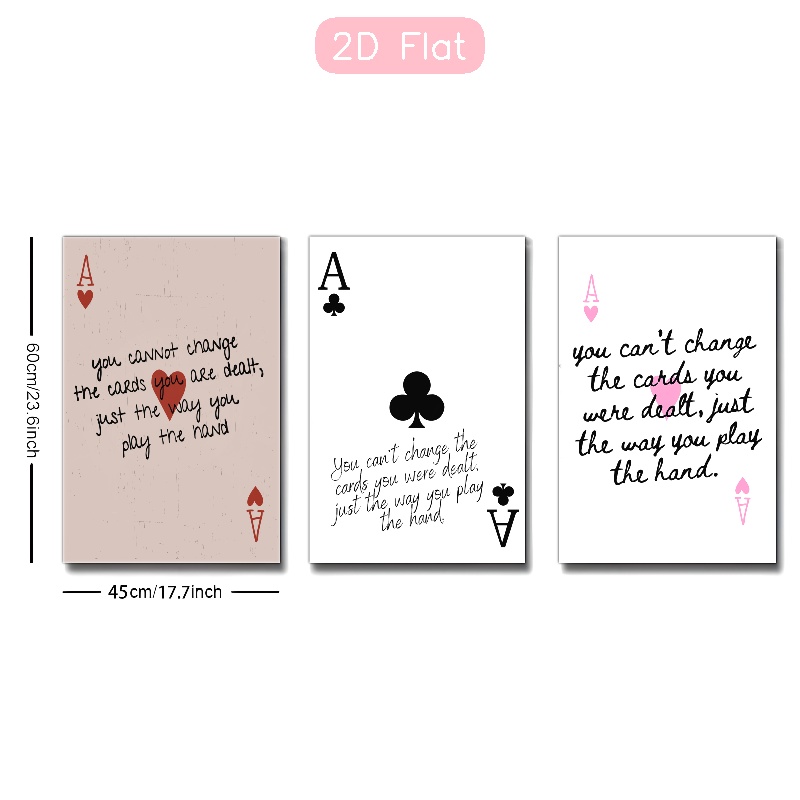 2D Flat
60cm/23.6inch
45cm/17.7inch
A
you cannot change
the cards you are dealt,
just the way you
play the hand
A
A
You can't change the
cards you were dealt.
just the way you play
the hand.
A
A
you can't change
the cards you
were dealt, just
the way you play
the hand.
A